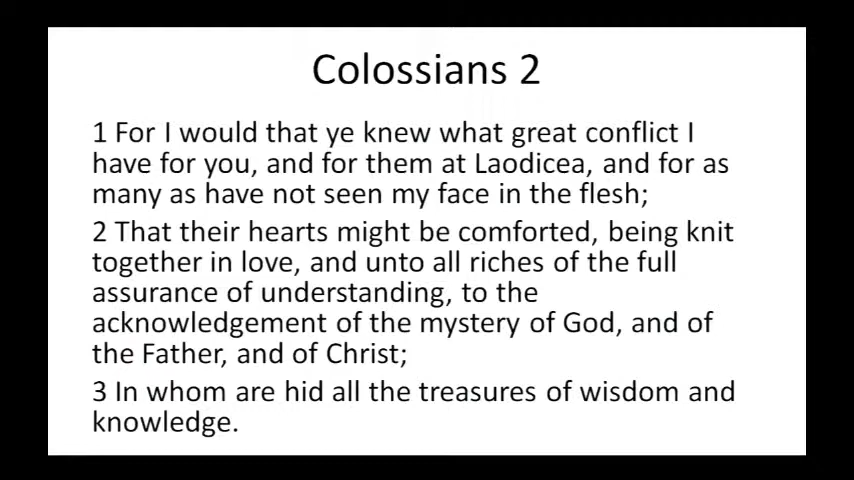 Colossians 2
1 For I would that ye knew what great conflict I
have for you, and for them at Laodicea, and for as
many as have not seen my face in the flesh;
2 That their hearts might be comforted, being knit
together in love, and unto all riches of the full
assurance of understanding, to the
acknowledgement of the mystery of God, and of
the Father, and of Christ;
3 In whom are hid all the treasures of wisdom and
knowledge.